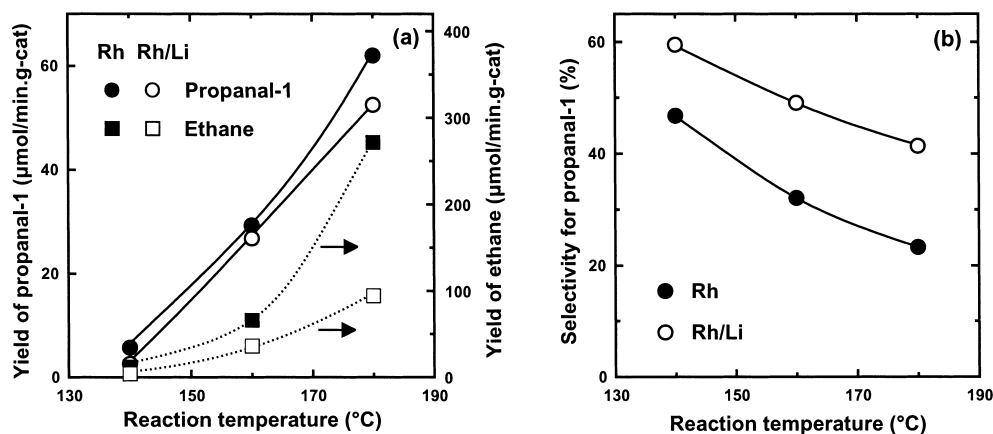 (a)
Rh Rh/Li
Propanal-1
Ethane
Yield of propanal-1 (μmol/min.g-cat)
60
40
20
0
Yield of ethane (μmol/min.g-cat)
400
300
200
100
0
130 150 170 190
Reaction temperature (°C)
(b)
Selectivity for propanal-1 (%)
60
40
20
0
Rh
Rh/Li
130 150 170 190
Reaction temperature (°C)